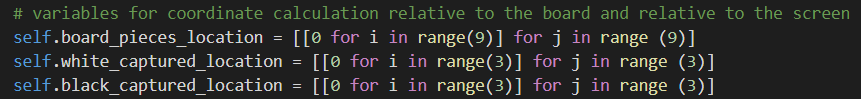 # variables for coordinate calculation relative to the board and relative to the screen
self.board_pieces_location = [[0 for i in range(9)] for j in range (9)]
self.white_captured_location = [[0 for i in range(3)] for j in range (3)]
self.black_captured_location = [[0 for i in range(3)] for j in range (3)]